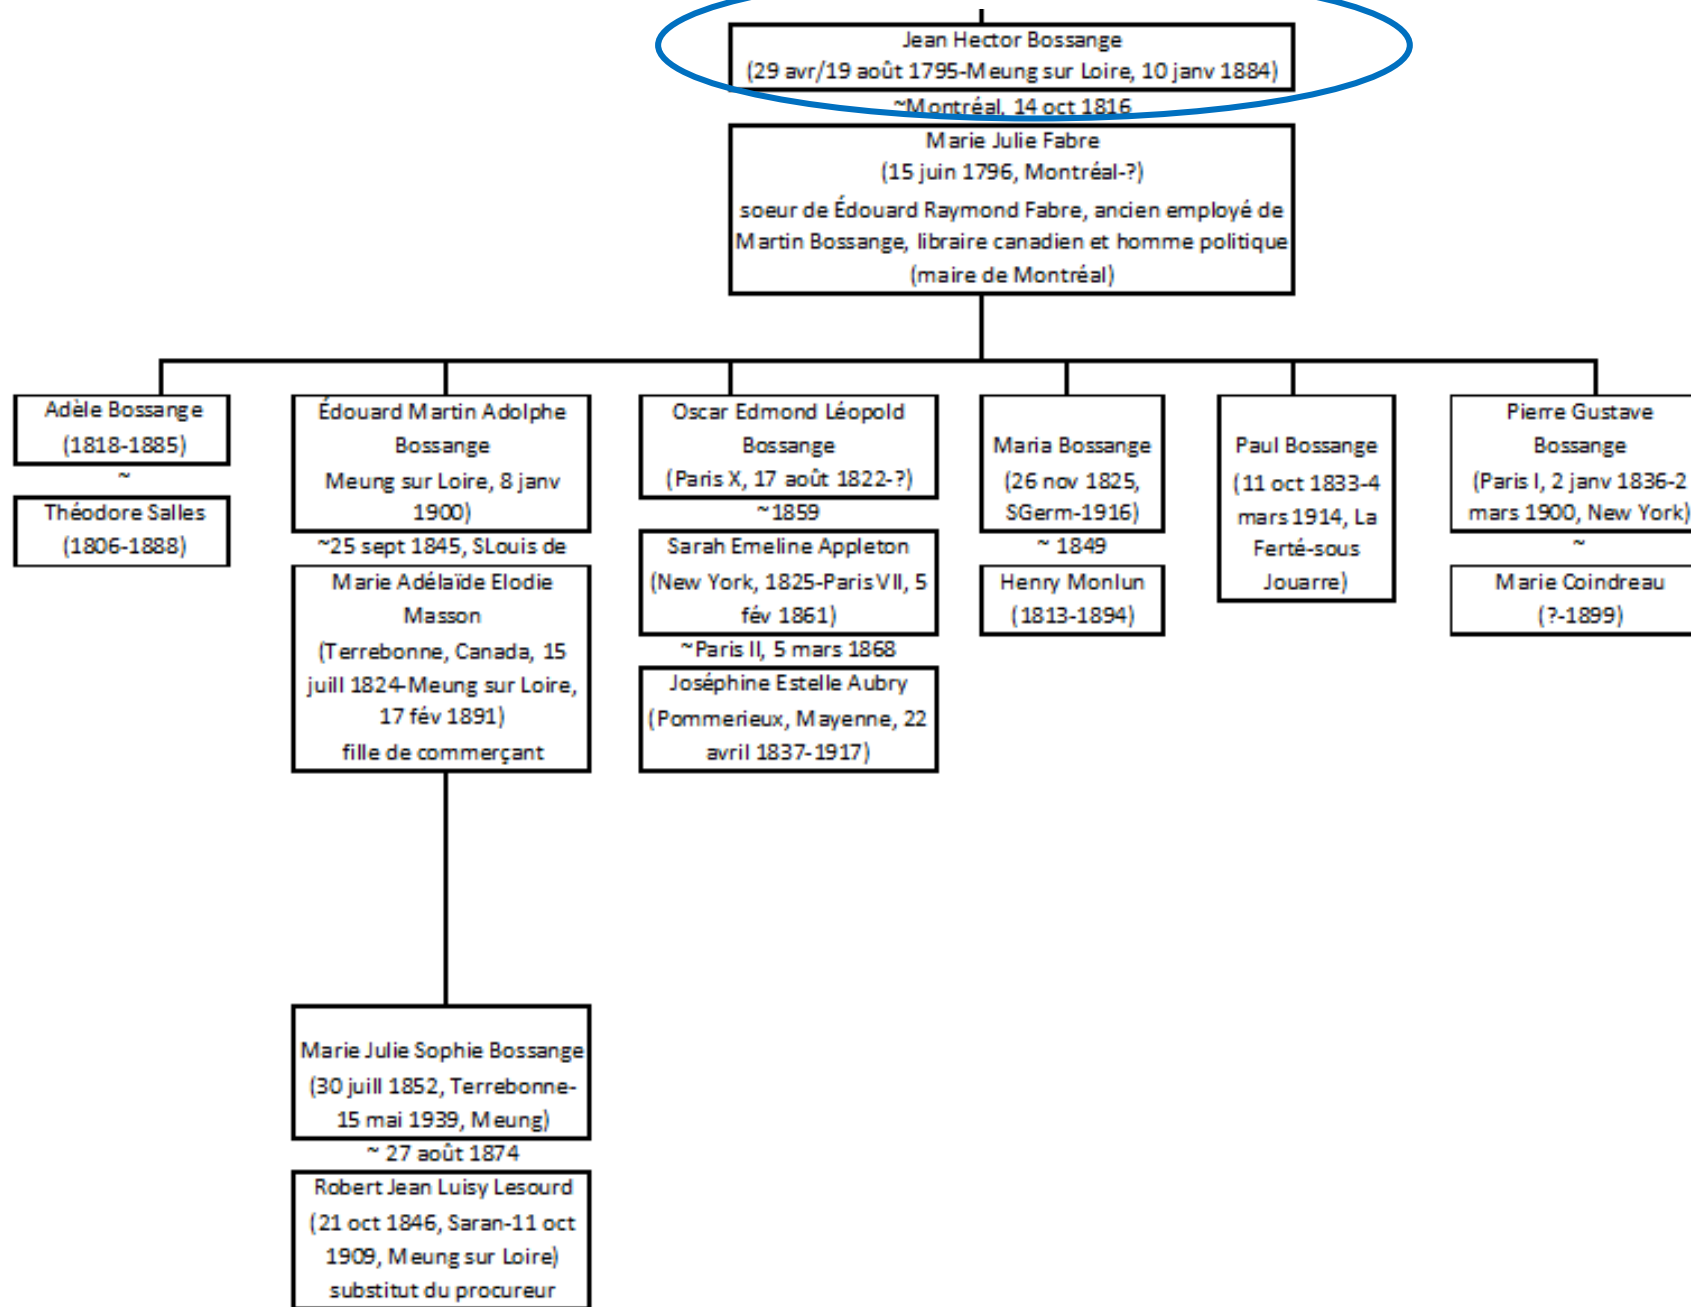 Jean Hector Bossange
(29 avr/19 août 1795-Meung sur Loire, 10 janv 1884)
~Montréal, 14 oct 1816
Marie Julie Fabre
(15 juin 1796, Montréal-?)
soeur de Édouard Raymond Fabre, ancien employé de
Martin Bossange, libraire canadien et homme politique
(maire de Montréal)
Adèle Bossange
(1818-1885)
~
Théodore Salles
(1806-1888)
Édouard Martin Adolphe
Bossange
Meung sur Loire, 8 janv
1900)
~25 sept 1845, SLouis de
Marie Adélaïde Elodie
Masson
(Terrebonne, Canada, 15
juill 1824-Meung sur Loire,
17 fév 1891)
fille de commerçant
Marie Julie Sophie Bossange
(30 juill 1852, Terrebonne-
15 mai 1939, Meung)
~ 27 août 1874
Robert Jean Luisy Lesourd
(21 oct 1846, Saran-11 oct
1909, Meung sur Loire)
substitut du procureur
Oscar Edmond Léopold
Bossange
(Paris X, 17 août 1822-?)
~1859
Sarah Emeline Appleton
(New York, 1825-Paris VII, 5
fév 1861)
~Paris II, 5 mars 1868
Joséphine Estelle Aubry
(Pommerieux, Mayenne, 22
avril 1837-1917)
Maria Bossange
(26 nov 1825,
SGerm-1916)
~ 1849
Henry Monlun
(1813-1894)
Paul Bossange
(11 oct 1833-4
mars 1914, La
Ferté-sous
Jouarre)
Pierre Gustave
Bossange
(Paris I, 2 janv 1836-2
mars 1900, New York)
~
Marie Coindreau
(?-1899)